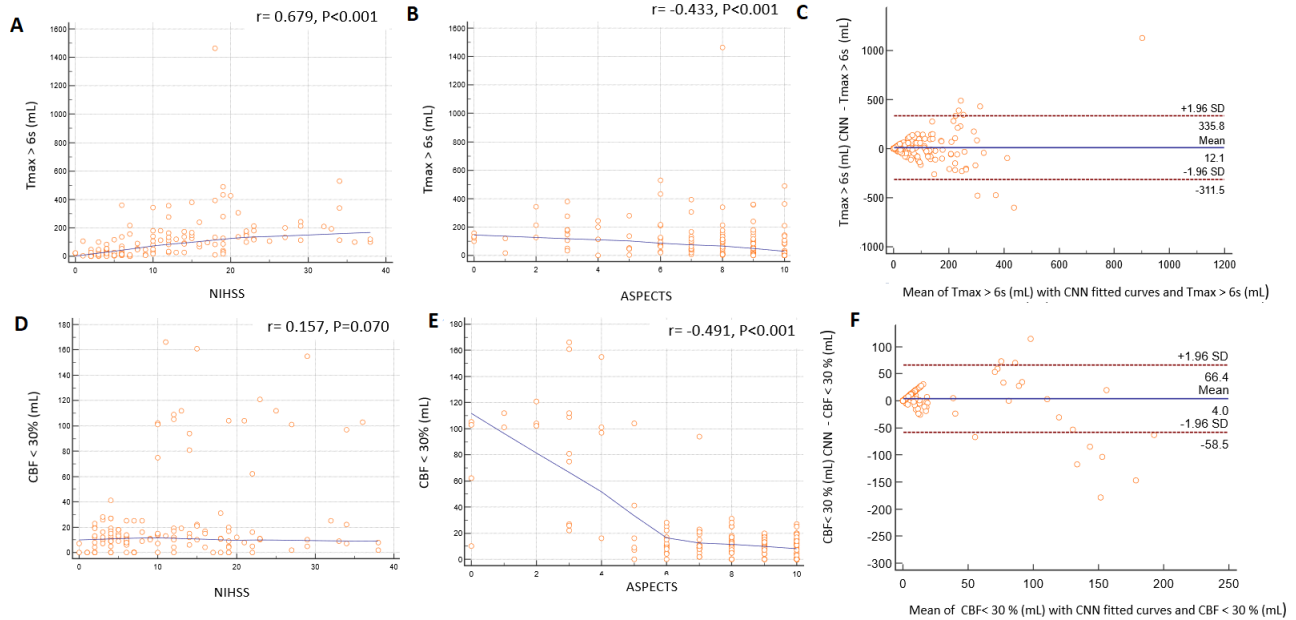 A
r= 0.679, P<0.001
1600
1400
1200
1000
800
600
400
200
0
0 10 20 30 40
Tmax > 6s (mL)
NIHSS
B
r= -0.433, P<0.001
1600
1400
1200
1000
800
600
400
200
0
0 2 4 6 8 10
Tmax > 6s (mL)
ASPECTS
C
1000
500
0
-500
-1000
0 200 400 600 800 1000 1200
Tmax > 6s (mL) CNN - Tmax > 6s (mL)
+1.96 SD
335.8
Mean
12.1
-1.96 SD
-311.5
Mean of Tmax > 6s (mL) with CNN fitted curves and Tmax > 6s (mL)
D
r= 0.157, P=0.070
180
160
140
120
100
80
60
40
20
0
0 10 20 30 40
CBF < 30% (mL)
NIHSS
E
r= -0.491, P<0.001
180
160
140
120
100
80
60
40
20
0
0 2 4 6 8 10
CBF < 30% (mL)
ASPECTS
F
100
50
0
-50
-100
-150
-200
-250
-300
0 50 100 150 200 250
CBF< 30 % (mL) CNN - CBF < 30 % (mL)
+1.96 SD
66.4
Mean
4.0
-1.96 SD
-58.5
Mean of CBF< 30 % (mL) with CNN fitted curves and CBF < 30 % (mL)